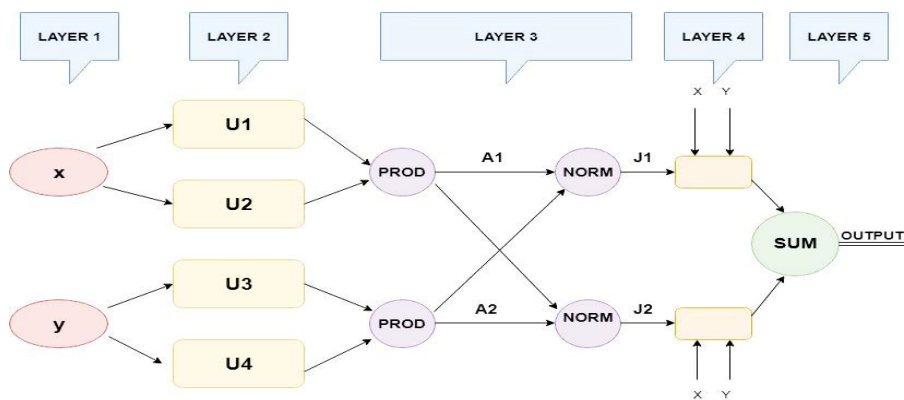 LAYER 1
LAYER 2
LAYER 3
LAYER 4
LAYER 5
X Y
U1
x
U2
PROD
A1
NORM
J1
SUM
OUTPUT
U3
y
U4
PROD
A2
NORM
J2
X Y